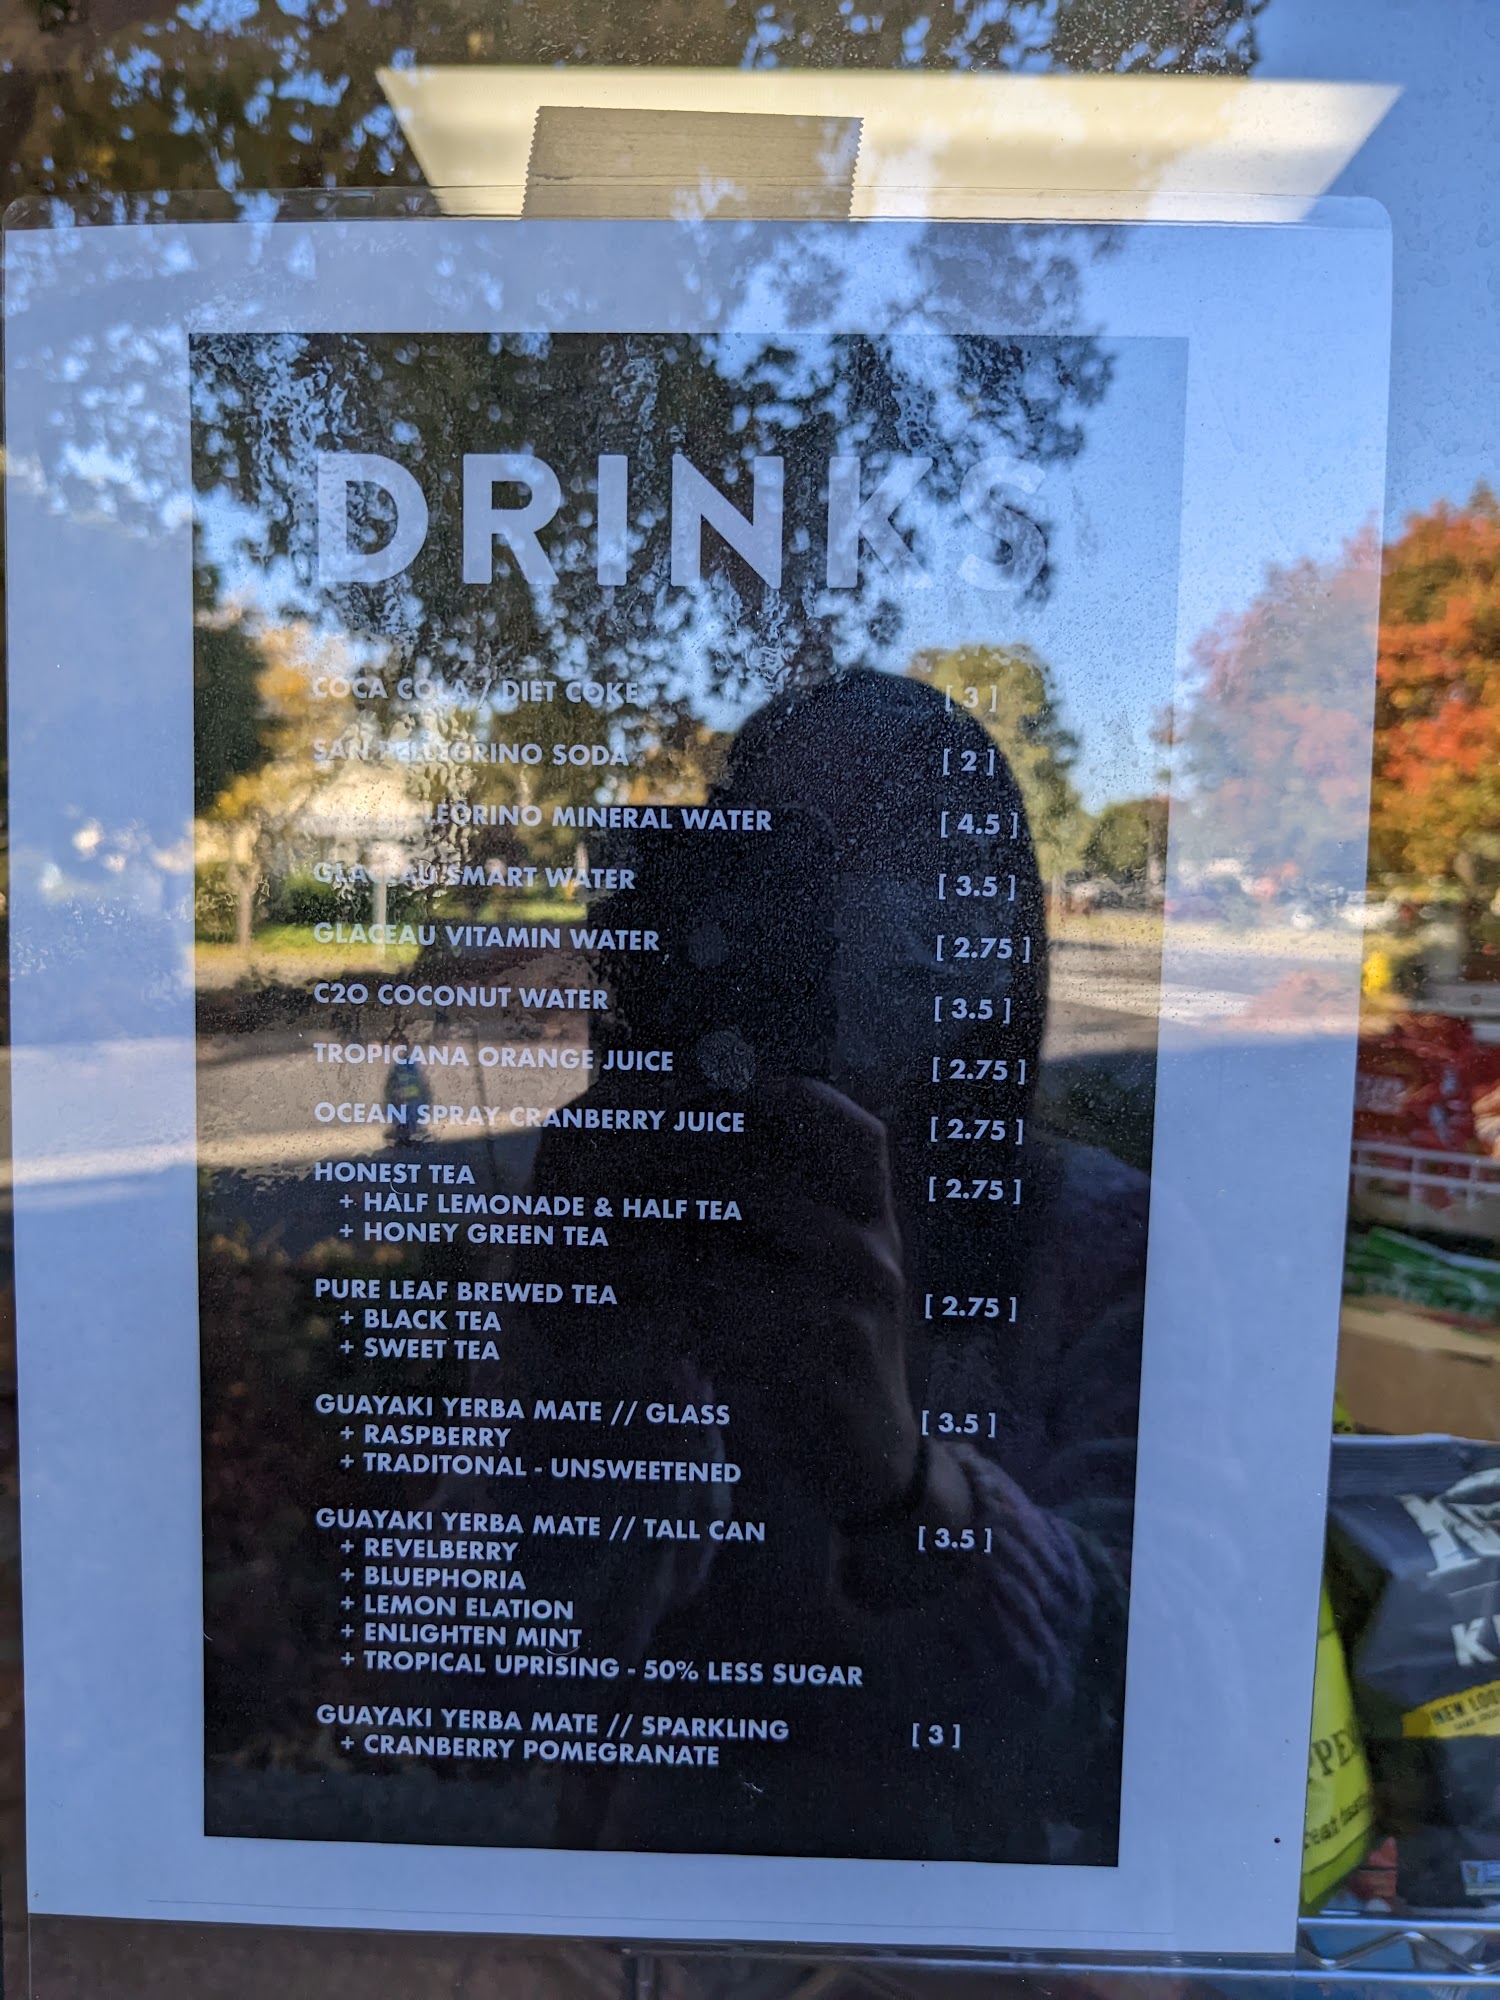 DRINKS
COCA COLA / DIET COKE [ 3 ]
SAN PELLEGRINO SODA [ 2 ]
PELLEGRINO MINERAL WATER [ 4.5 ]
GLACEAU SMART WATER [ 3.5 ]
GLACEAU VITAMIN WATER [ 2.75 ]
C2O COCONUT WATER [ 3.5 ]
TROPICANA ORANGE JUICE [ 2.75 ]
OCEAN SPRAY CRANBERRY JUICE [ 2.75 ]
HONEST TEA [ 2.75 ]
+ HALF LEMONADE & HALF TEA
+ HONEY GREEN TEA
PURE LEAF BREWED TEA [ 2.75 ]
+ BLACK TEA
+ SWEET TEA
GUAYAKI YERBA MATE // GLASS [ 3.5 ]
+ RASPBERRY
+ TRADITONAL - UNSWEETENED
GUAYAKI YERBA MATE // TALL CAN [ 3.5 ]
+ REVELBERRY
+ BLUEPHORIA
+ LEMON ELATION
+ ENLIGHTEN MINT
+ TROPICAL UPRISING - 50% LESS SUGAR
GUAYAKI YERBA MATE // SPARKLING [ 3 ]
+ CRANBERRY POMEGRANATE
NEW LOOK